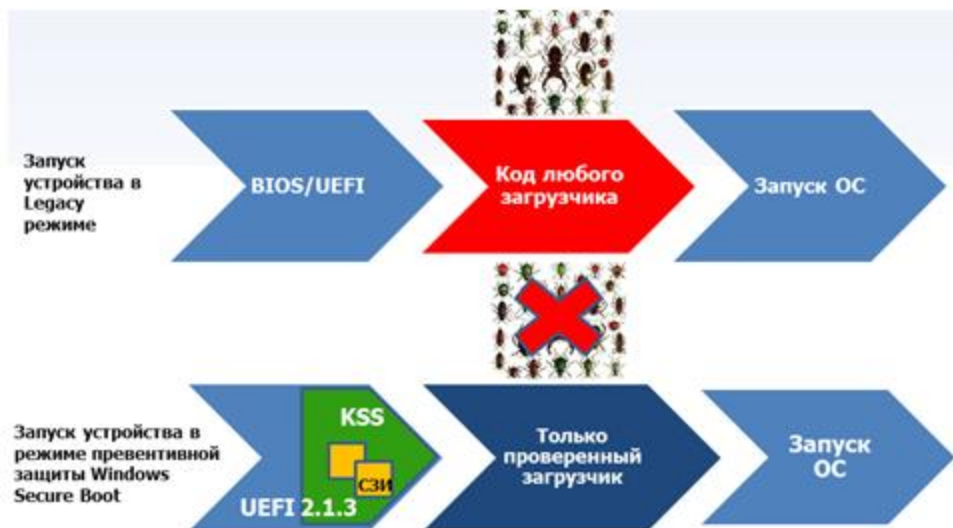 Запуск
устройства в
Legacy
режиме
BIOS/UEFI
Код любого
загрузчика
Запуск ОС
Запуск устройства в
режиме превентивной
защиты Windows
Secure Boot
KSS
СЗИ
UEFI 2.1.3
Только
проверенный
загрузчик
Запуск
ОС